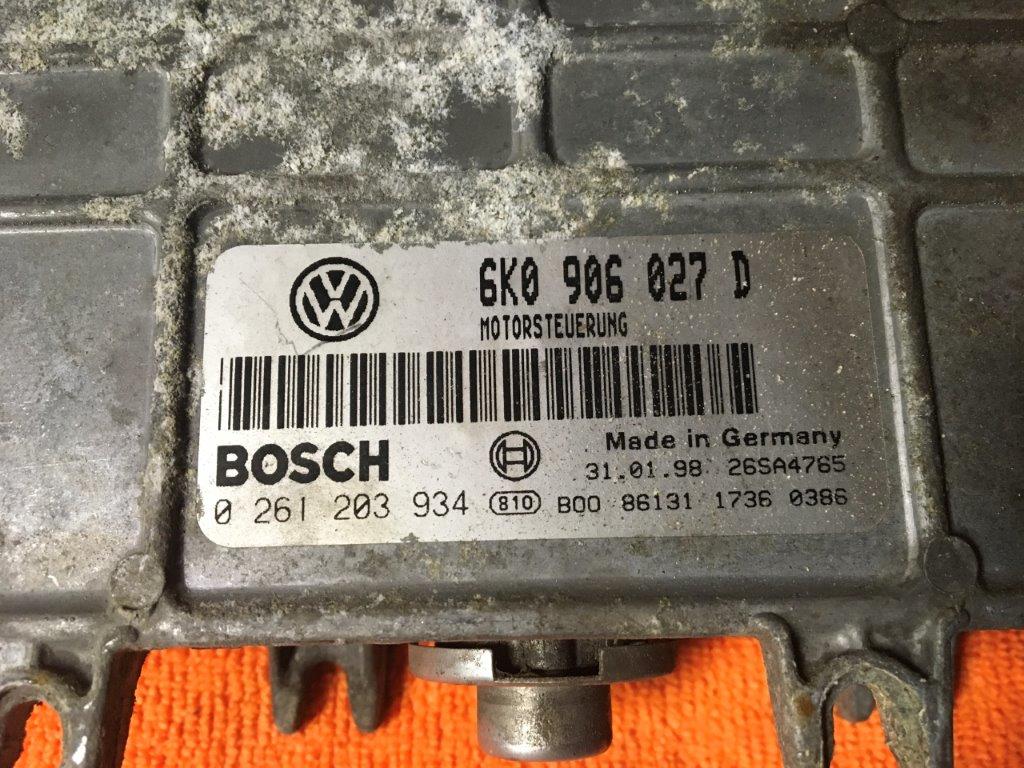 6K0 906 027 D
MOTORSTEUERUNG
BOSCH
Made in Germany
31.01.98 26SA4765
0 261 203 934 810 B00 86131 1736 0386